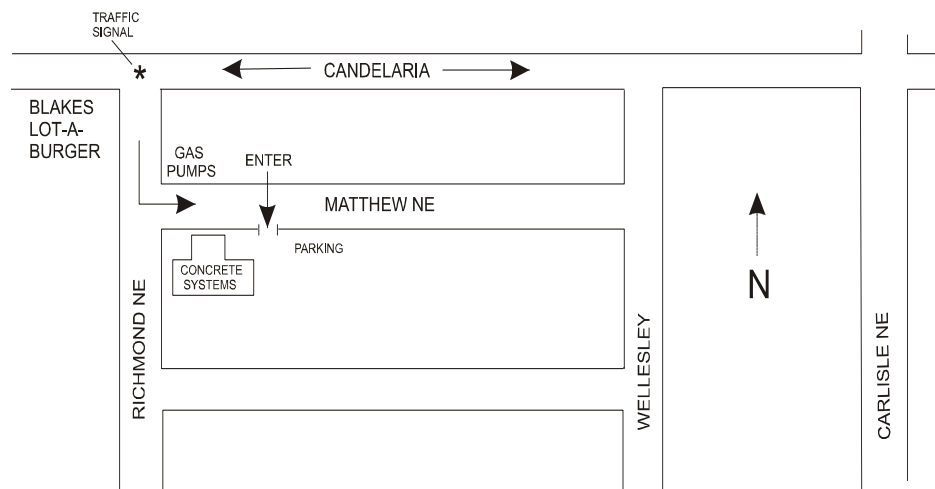 TRAFFIC
SIGNAL
*
CANDELARIA
BLAKES
LOT-A-
BURGER
GAS
PUMPS
ENTER
MATTHEW NE
PARKING
CONCRETE
SYSTEMS
N
RICHMOND NE
WELLESLEY
CARLISLE NE